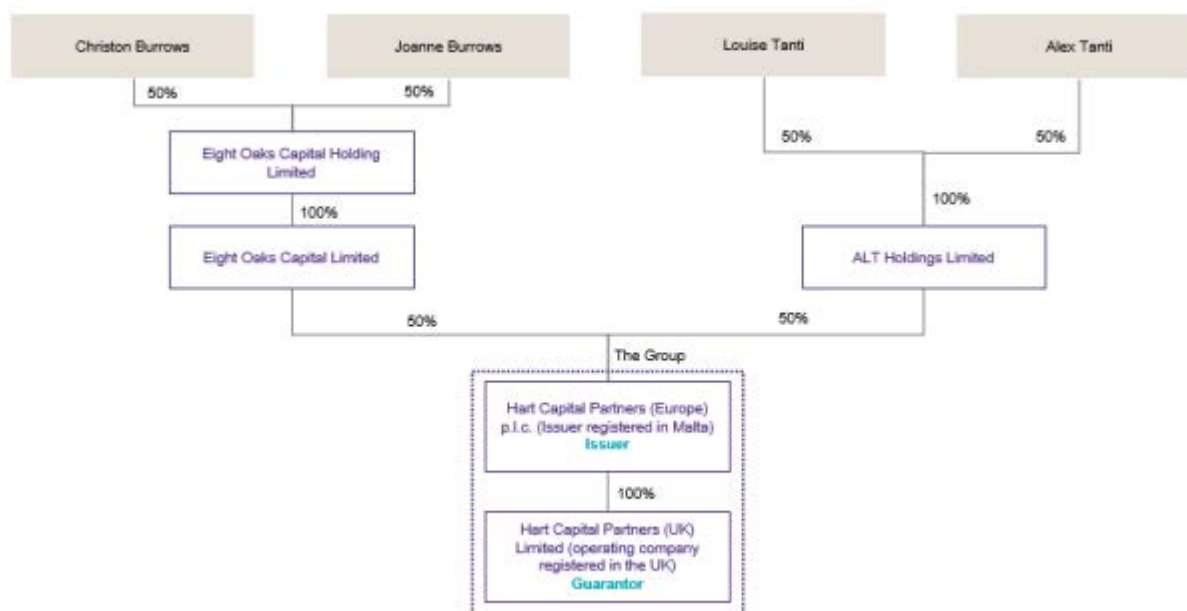 Christon Burrows
Joanne Burrows
Louise Tanti
Alex Tanti
50%
50%
50%
50%
Eight Oaks Capital Holding
Limited
100%
100%
Eight Oaks Capital Limited
ALT Holdings Limited
50%
50%
The Group
Hart Capital Partners (Europe)
p.l.c. (Issuer registered in Malta)
Issuer
100%
Hart Capital Partners (UK)
Limited (operating company
registered in the UK)
Guarantor